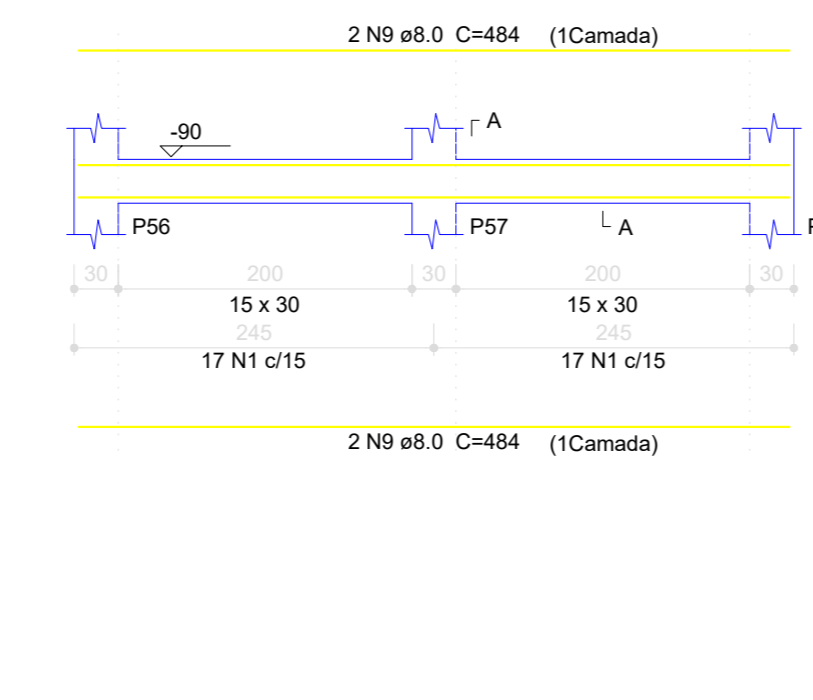 2 N9 ø8.0 C=484 (1Camada)
A
-90
P56
P57
A
30 200 30 200 30
15 x 30 15 x 30
245 245
17 N1 c/15 17 N1 c/15
2 N9 ø8.0 C=484 (1Camada)